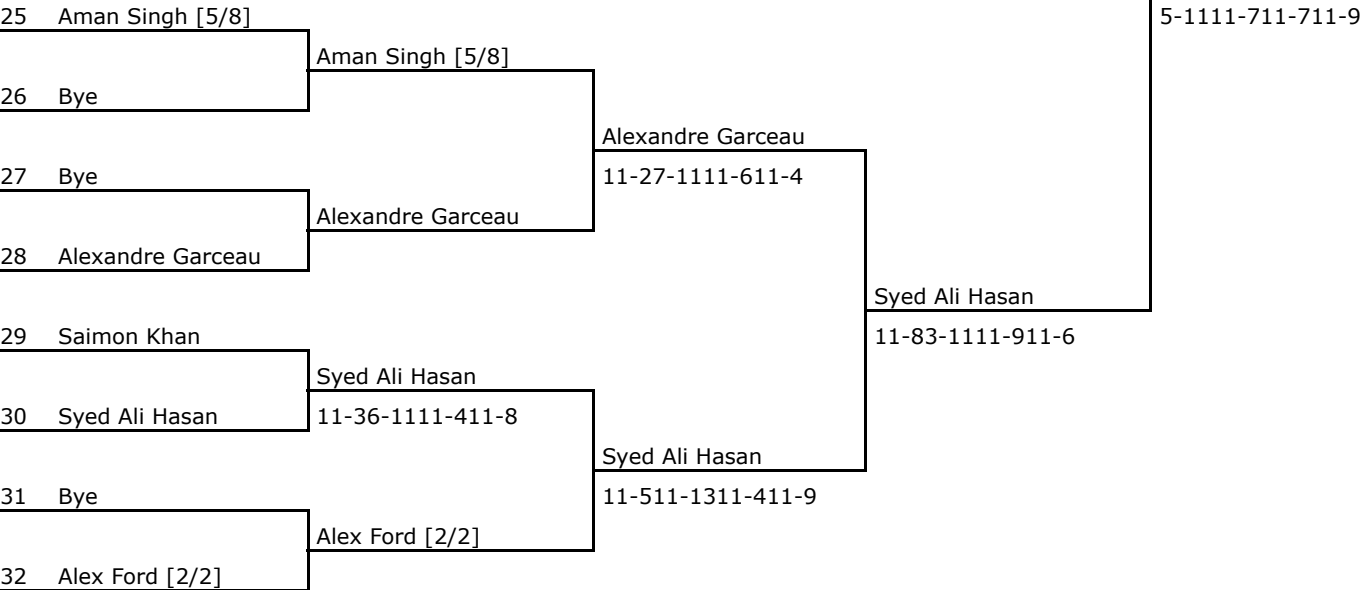 25 Aman Singh [5/8]
5-1111-711-711-9
Aman Singh [5/8]
26 Bye
Alexandre Garceau
27 Bye
11-27-1111-611-4
Alexandre Garceau
28 Alexandre Garceau
Syed Ali Hasan
29 Saimon Khan
11-83-1111-911-6
Syed Ali Hasan
30 Syed Ali Hasan
11-36-1111-411-8
Syed Ali Hasan
31 Bye
11-511-1311-411-9
Alex Ford [2/2]
32 Alex Ford [2/2]